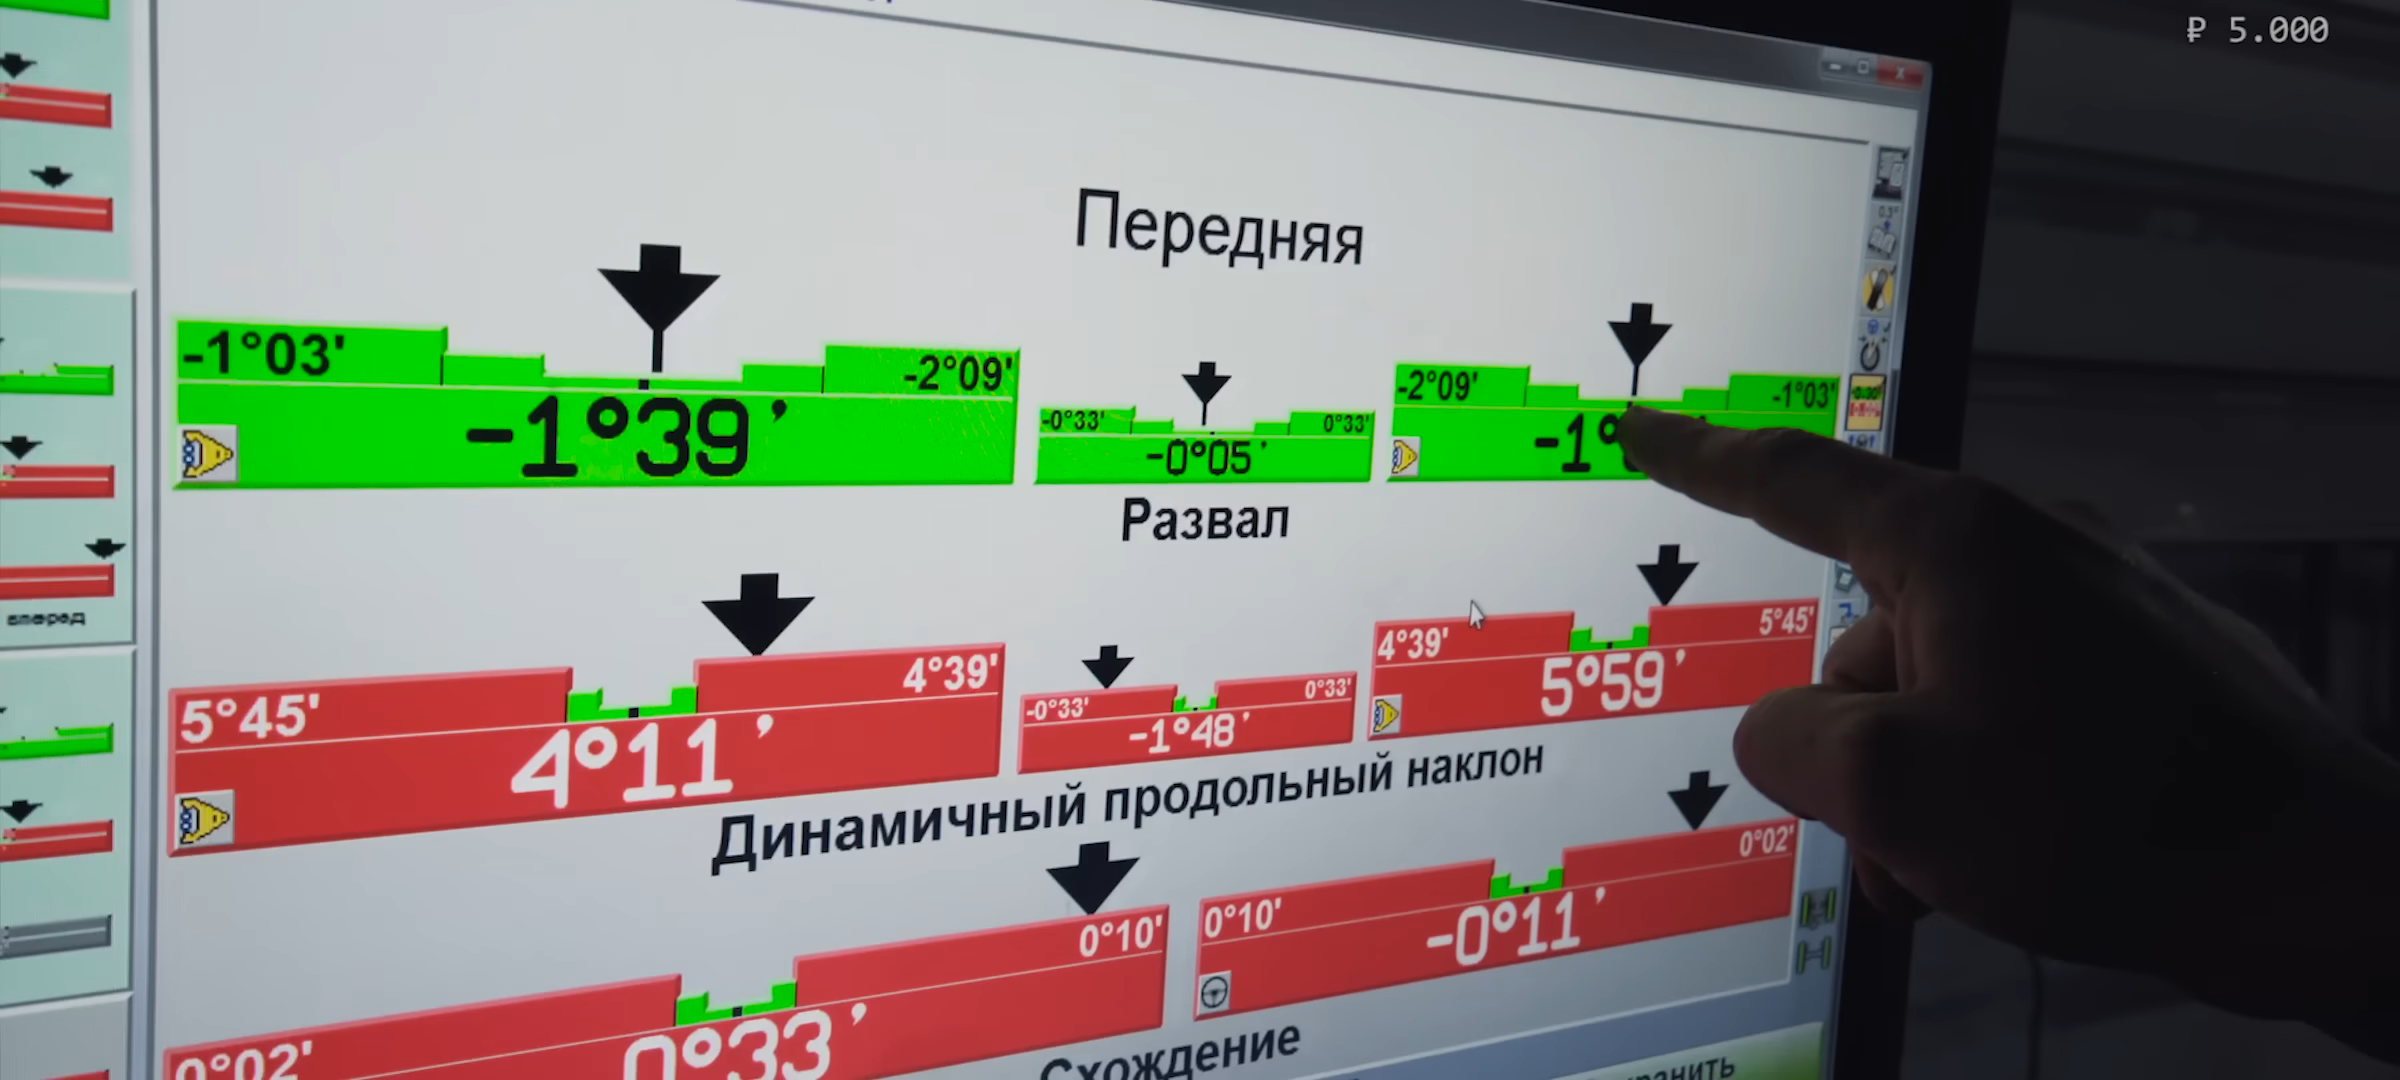 ₽ 5.000
Передняя
-1°03' -2°09' -2°09' -1°03'
-0°33' 0°33'
-1°39' -0°05'
Развал
5°45' 4°39' 4°39' 5°45'
-0°33' 0°33'
4°11' -1°48' 5°59'
Динамичный продольный наклон
вперед
0°02' 0°10' 0°10' 0°02'
0°33' -0°11'
Схождение